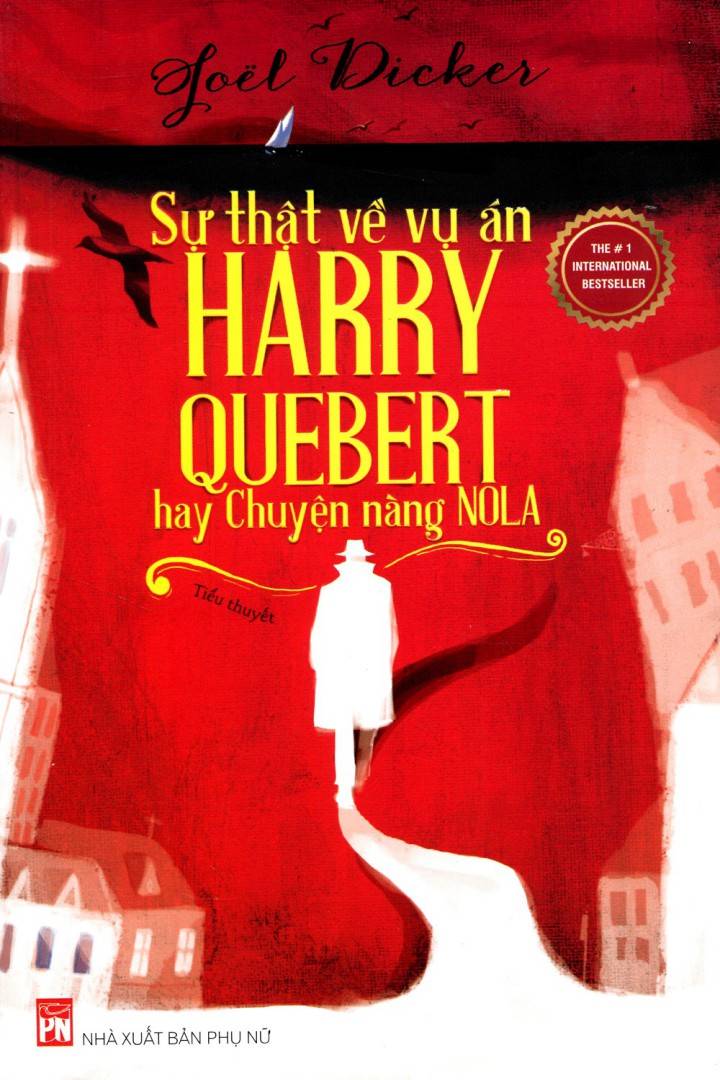 Joël Dicker
Sự thật về vụ án
HARRY
QUEBERT
hay Chuyện nàng NOLA
THE # 1
INTERNATIONAL
BESTSELLER
Tiểu thuyết
PN
NHÀ XUẤT BẢN PHỤ NỮ